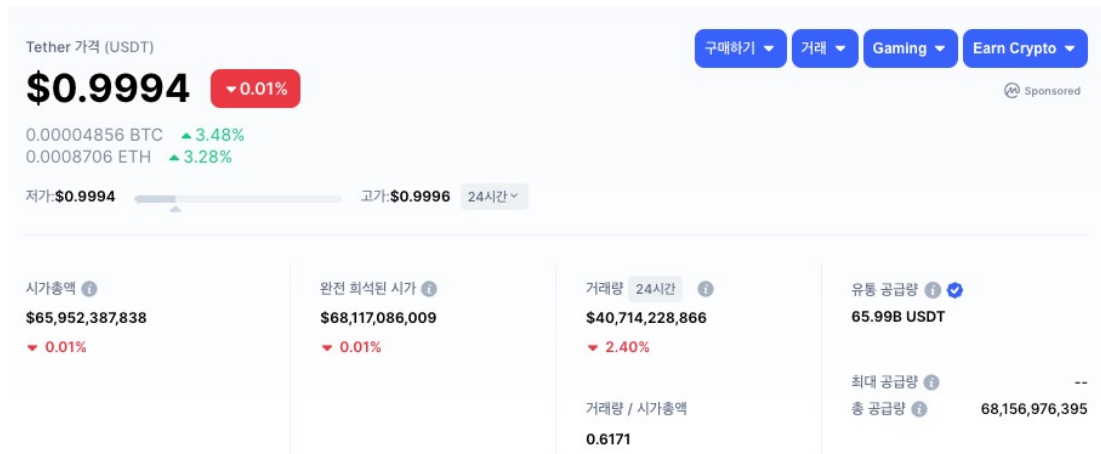 Tether 가격 (USDT)
구매하기 거래 Gaming Earn Crypto
$0.9994 0.01%
Sponsored
0.00004856 BTC 3.48%
0.0008706 ETH 3.28%
저가:$0.9994 고가:$0.9996 24시간
시가총액
$65,952,387,838
0.01%
완전 희석된 시가
$68,117,086,009
0.01%
거래량 24시간
$40,714,228,866
2.40%
거래량 / 시가총액
0.6171
유통 공급량
65.99B USDT
최대 공급량 --
총 공급량 68,156,976,395